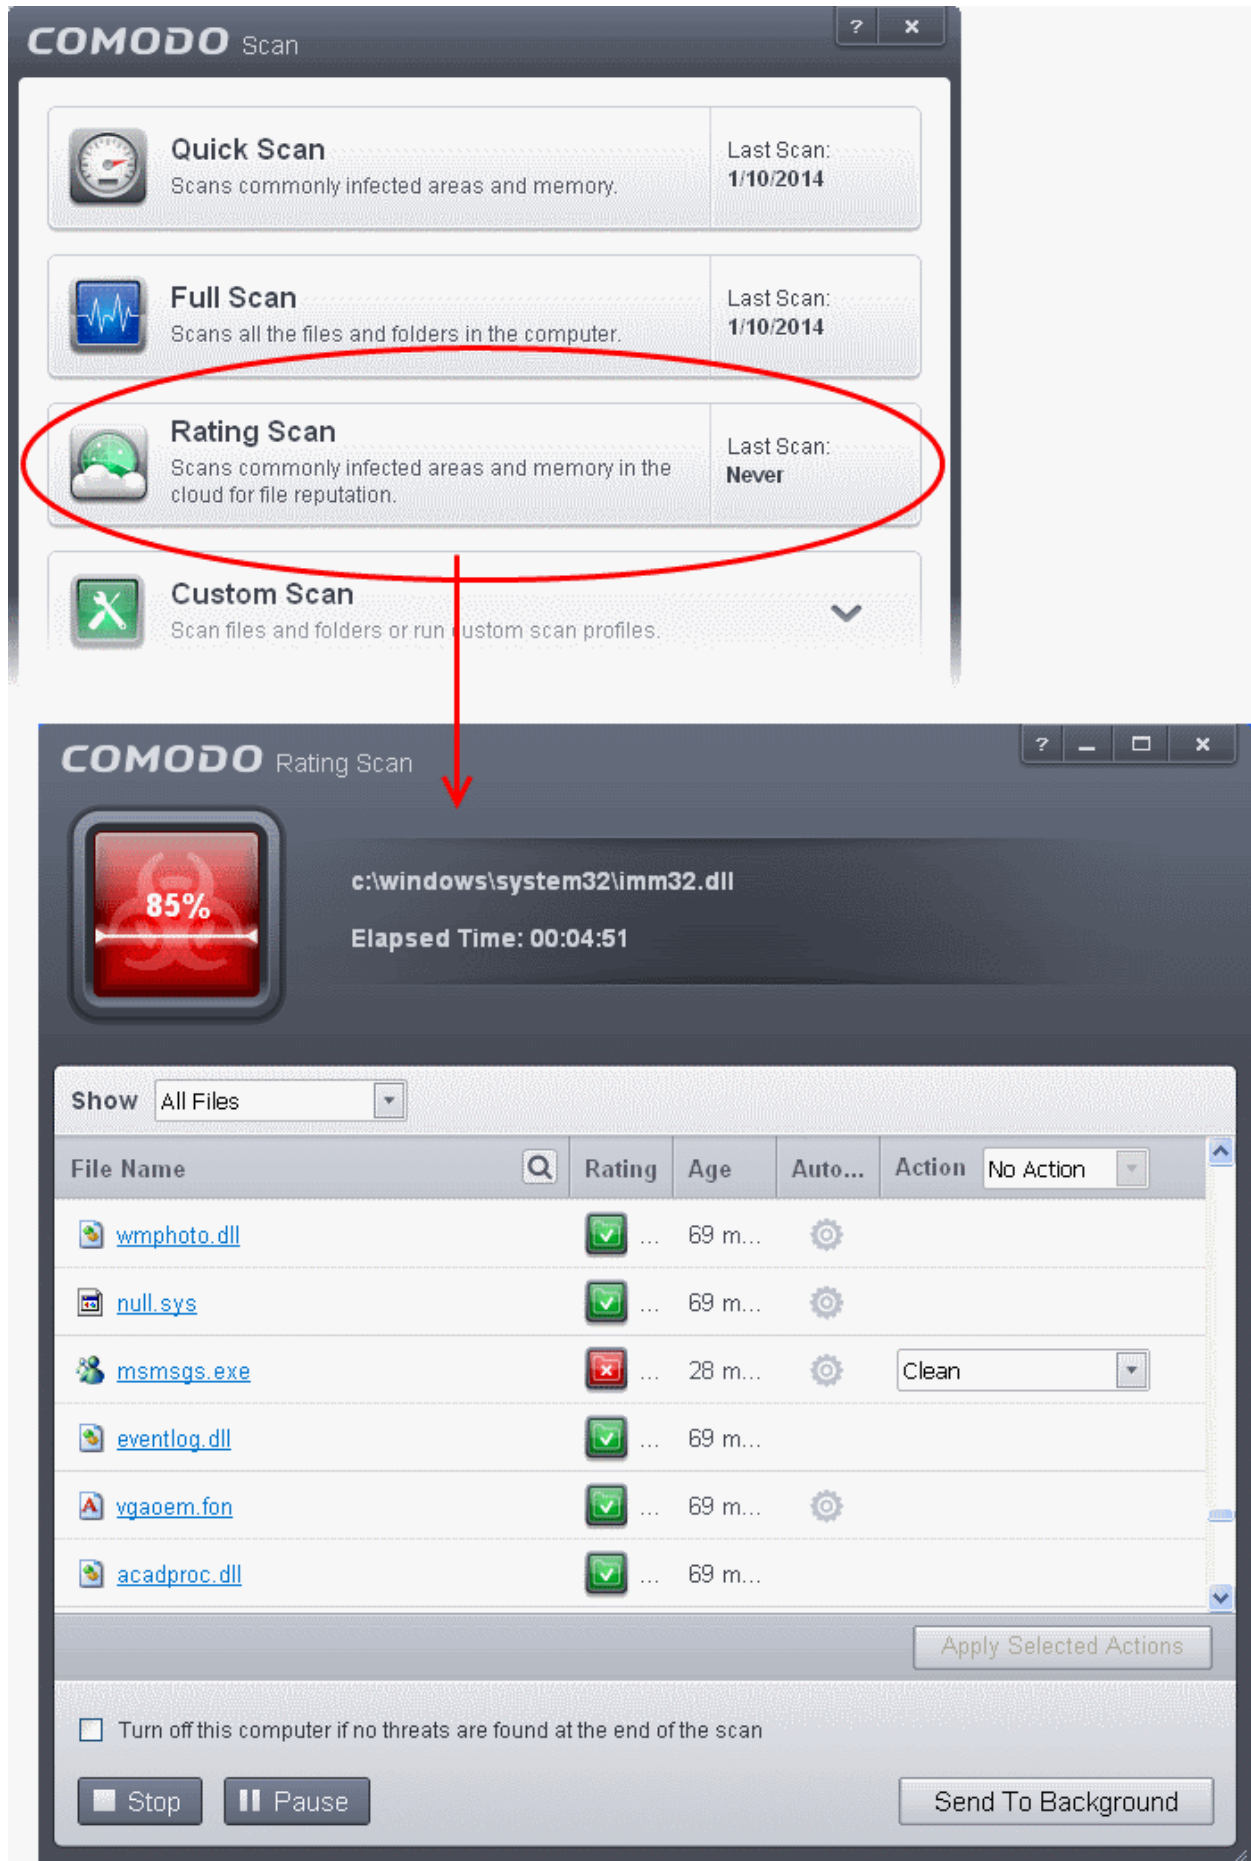 COMODO Scan
? x
Quick Scan
Scans commonly infected areas and memory.
Last Scan:
1/10/2014
Full Scan
Scans all the files and folders in the computer.
Last Scan:
1/10/2014
Rating Scan
Scans commonly infected areas and memory in the
cloud for file reputation.
Last Scan:
Never
Custom Scan
Scan files and folders or run custom scan profiles.
COMODO Rating Scan
?
85%
c:\windows\system32\imm32.dll
Elapsed Time: 00:04:51
Show All Files
File Name Rating Age Auto... Action No Action
wmphoto.dll ... 69 m...
null.sys ... 69 m...
msmsgs.exe ... 28 m... Clean
eventlog.dll ... 69 m...
vgaoem.fon ... 69 m...
acadproc.dll ... 69 m...
Apply Selected Actions
Turn off this computer if no threats are found at the end of the scan
Stop Pause Send To Background